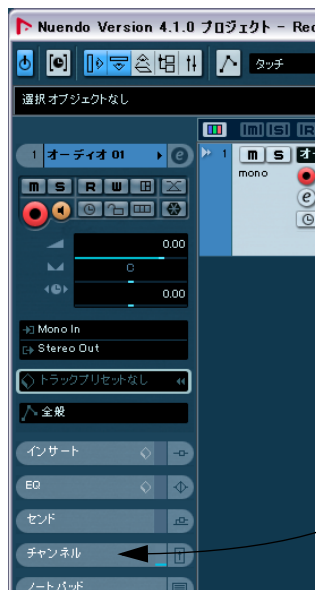 Nuendo Version 4.1.0 プロジェクト - Rec
タッチ
選択オブジェクトなし
[m] [S] [R
1 オーディオ 01 e
1 m S オー
mono
m S R W
e
0.00
C
0.00
Mono In
Stereo Out
トラックプリセットなし
全般
インサート
EQ
センド
チャンネル
ノートパッド